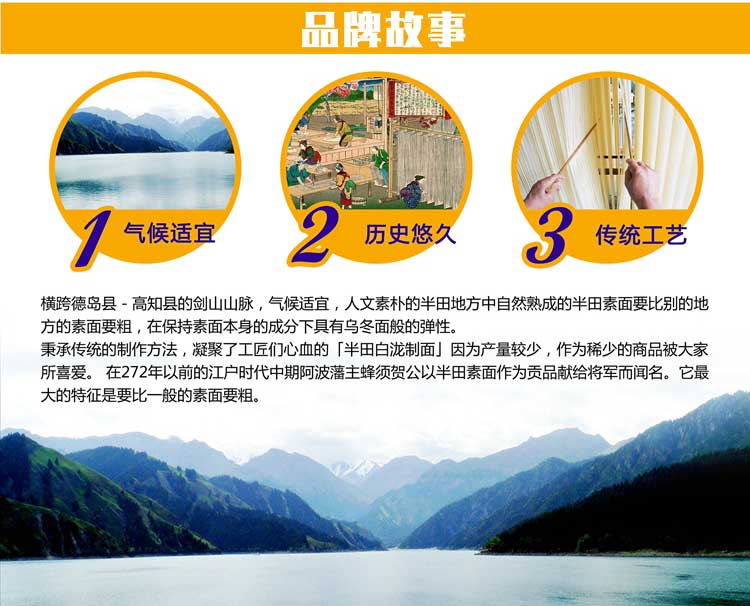 品牌故事
1 气候适宜
2 历史悠久
3 传统工艺
横跨德岛县 - 高知县的剑山山脉，气候适宜，人文素朴的半田地方中自然熟成的半田素面要比别的地
方的素面要粗，在保持素面本身的成分下具有乌冬面般的弹性。
秉承传统的制作方法，凝聚了工匠们心血的「半田白泷制面」因为产量较少，作为稀少的商品被大家
所喜爱。 在272年以前的江户时代中期阿波藩主蜂须贺公以半田素面作为贡品献给将军而闻名。它最
大的特征是要比一般的素面要粗。